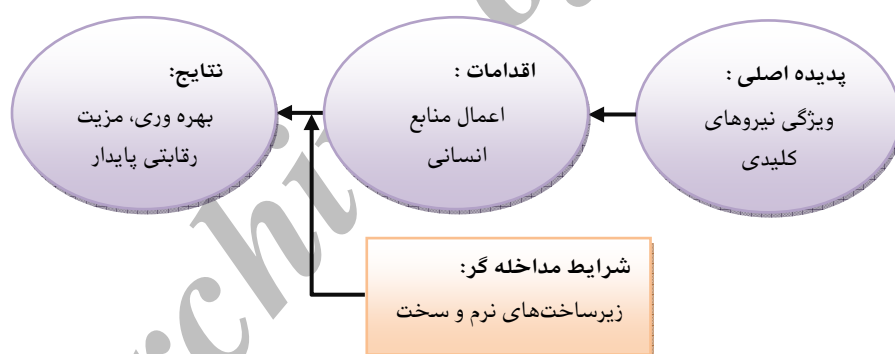 پدیده اصلی :
ویژگی نیروهای
کلیدی
اقدامات :
اعمال منابع
انسانی
نتایج:
بهره وری، مزیت
رقابتی پایدار
شرایط مداخله گر:
زیرساخت‌های نرم و سخت